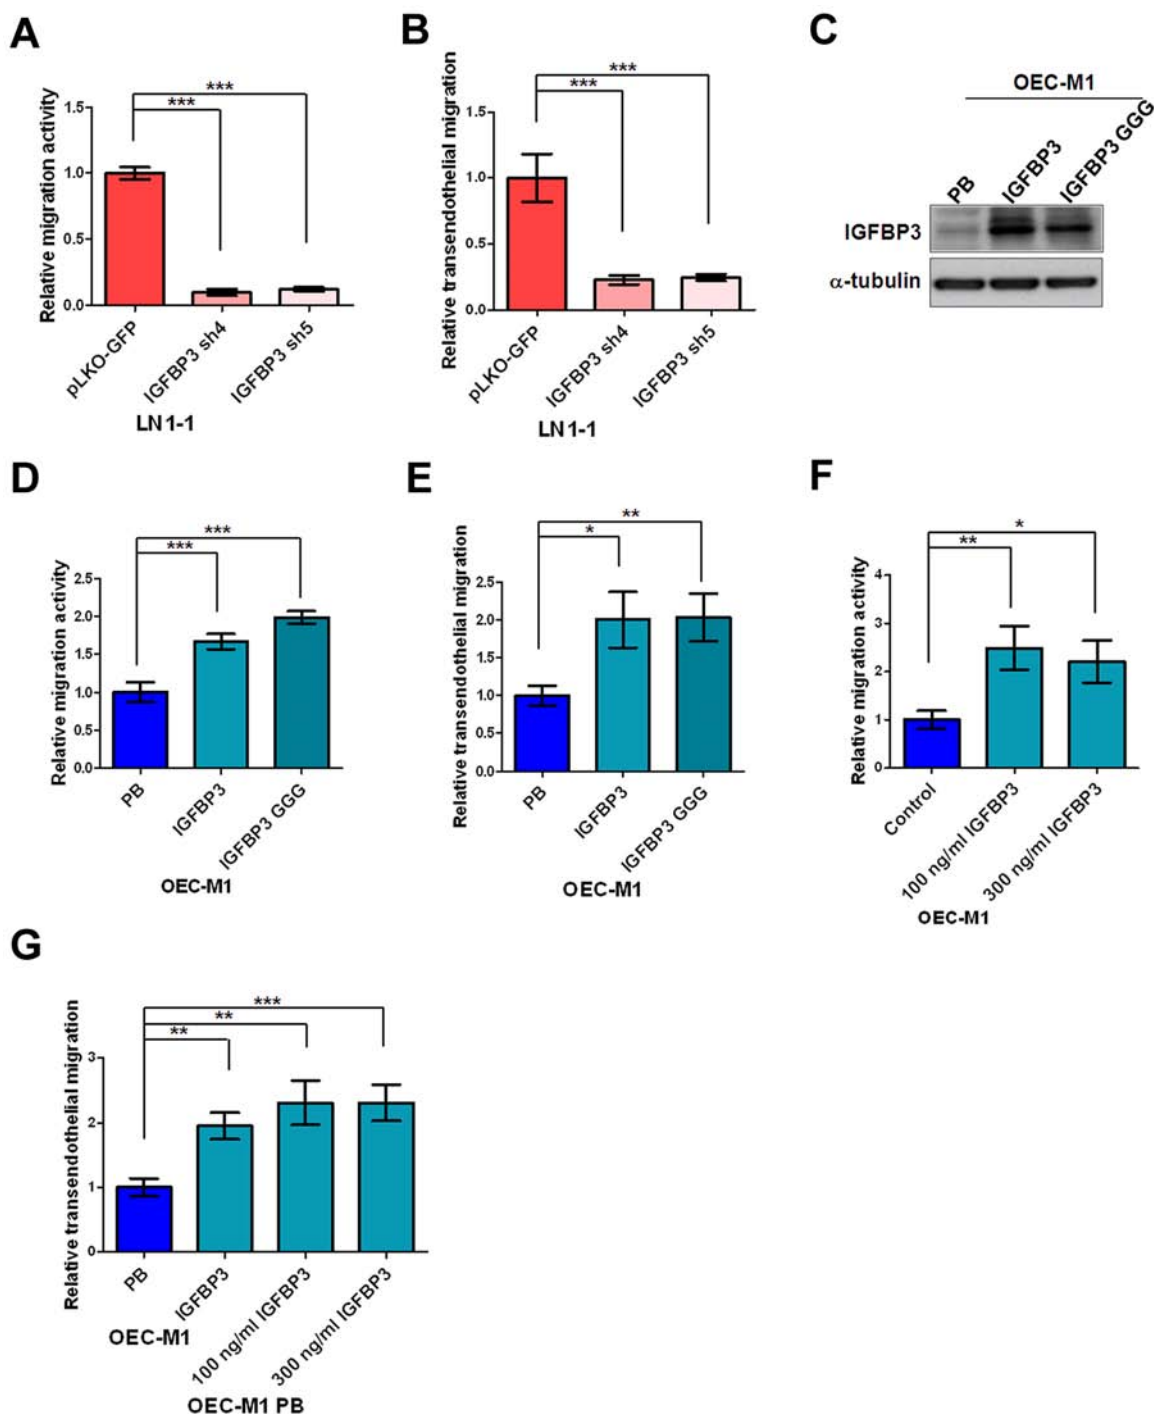 A
Relative migration activity
1.5
1.0
0.5
0.0
***
***
pLKO-GFP
IGFBP3 sh4
IGFBP3 sh5
LN1-1
B
Relative transendothelial migration
1.5
1.0
0.5
0.0
***
***
pLKO-GFP
IGFBP3 sh4
IGFBP3 sh5
LN1-1
C
OEC-M1
PB
IGFBP3
IGFBP3 GGG
IGFBP3
α-tubulin
D
Relative migration activity
2.5
2.0
1.5
1.0
0.5
0.0
***
***
PB
IGFBP3
IGFBP3 GGG
OEC-M1
E
Relative transendothelial migration
2.5
2.0
1.5
1.0
0.5
0.0
**
*
PB
IGFBP3
IGFBP3 GGG
OEC-M1
F
Relative migration activity
4
3
2
1
0
*
**
Control
100 ng/ml IGFBP3
300 ng/ml IGFBP3
OEC-M1
G
Relative transendothelial migration
3
2
1
0
***
**
**
PB
IGFBP3
100 ng/ml IGFBP3
300 ng/ml IGFBP3
OEC-M1
OEC-M1 PB